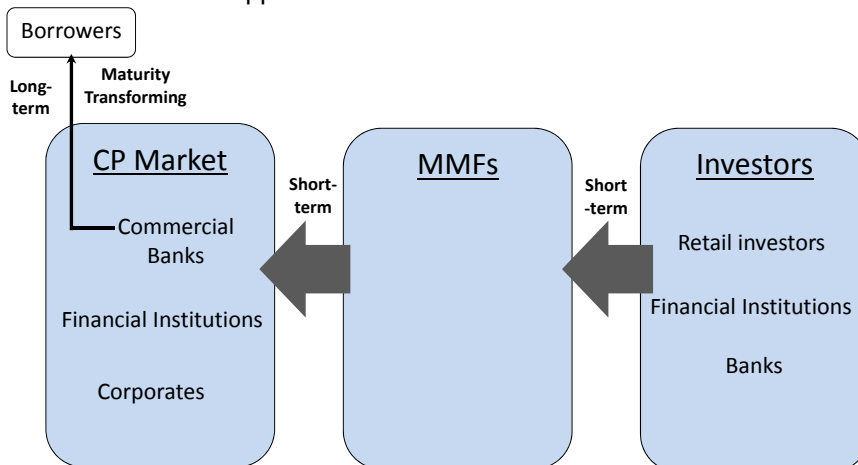 Borrowers
Long-
term
Maturity
Transforming
CP Market
Commercial
Banks
Financial Institutions
Corporates
Short-
term
MMFs
Short
-term
Investors
Retail investors
Financial Institutions
Banks